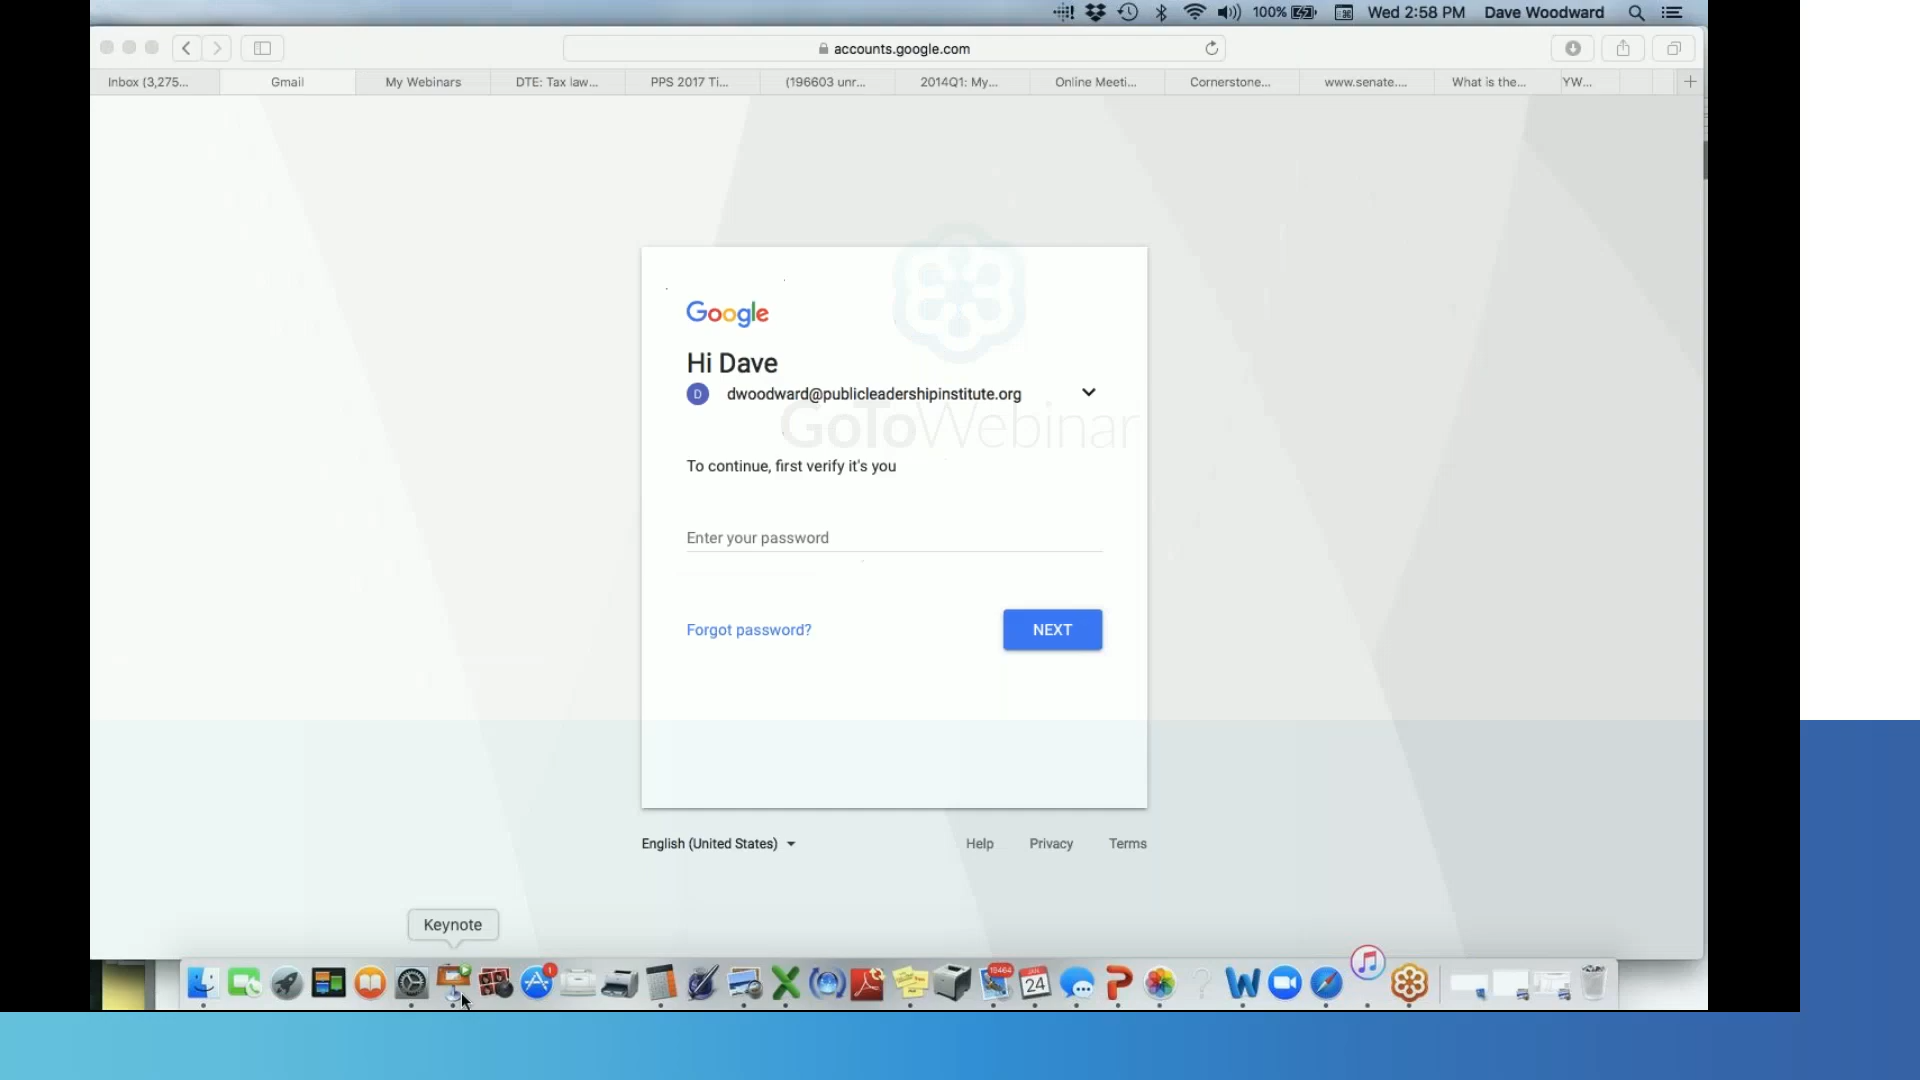 100% Wed 2:58 PM Dave Woodward
accounts.google.com
Inbox (3,275... Gmail My Webinars DTE: Tax law... PPS 2017 Ti... (196603 unr... 2014Q1: My... Online Meeti... Cornerstone... www.senate.... What is the... YW...
Google
Hi Dave
D dwoodward@publicleadershipinstitute.org
GoToWebinar
To continue, first verify it's you
Enter your password
Forgot password? NEXT
English (United States) Help Privacy Terms
Keynote
1 19464 JAN 24 P W